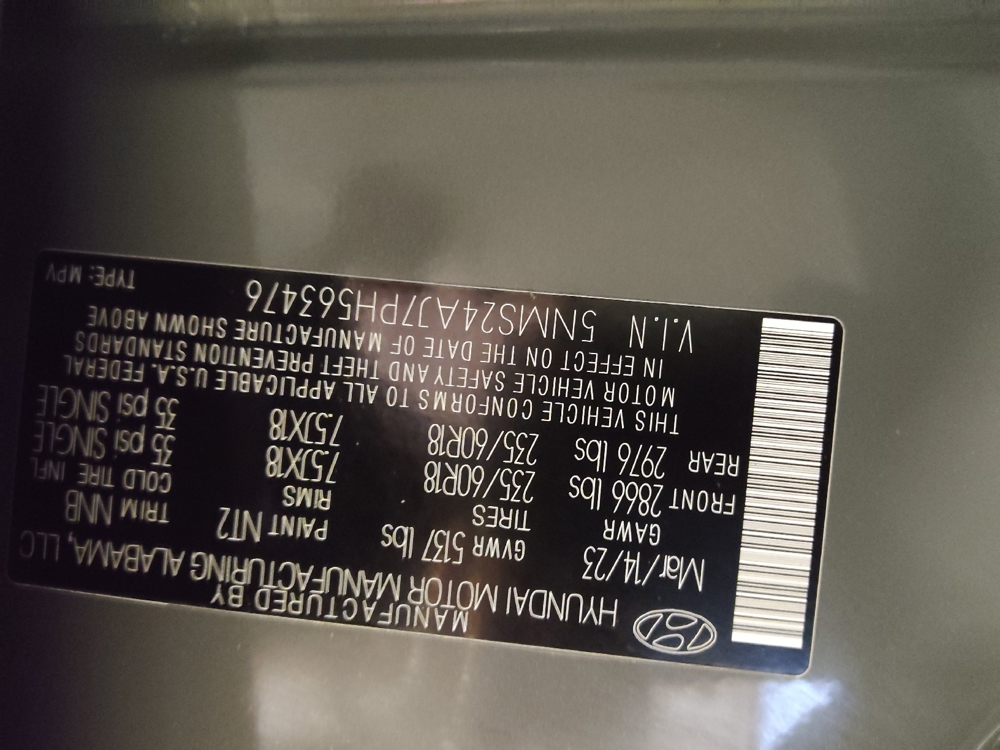 MANUFACTURED BY
HYUNDAI MOTOR MANUFACTURING ALABAMA, LLC
Mar/14/23 GVWR 5137 lbs PAINT NT2 TRIM NNB
GAWR TIRES RIMS COLD TIRE INFL
FRONT 2866 lbs 235/60R18 7.5JX18 35 psi SINGLE
REAR 2976 lbs 235/60R18 7.5JX18 35 psi SINGLE
THIS VEHICLE CONFORMS TO ALL APPLICABLE U.S.A. FEDERAL
MOTOR VEHICLE SAFETY AND THEFT PREVENTION STANDARDS
IN EFFECT ON THE DATE OF MANUFACTURE SHOWN ABOVE
V.I.N 5NMS24AJ7PH563476 TYPE: MPV